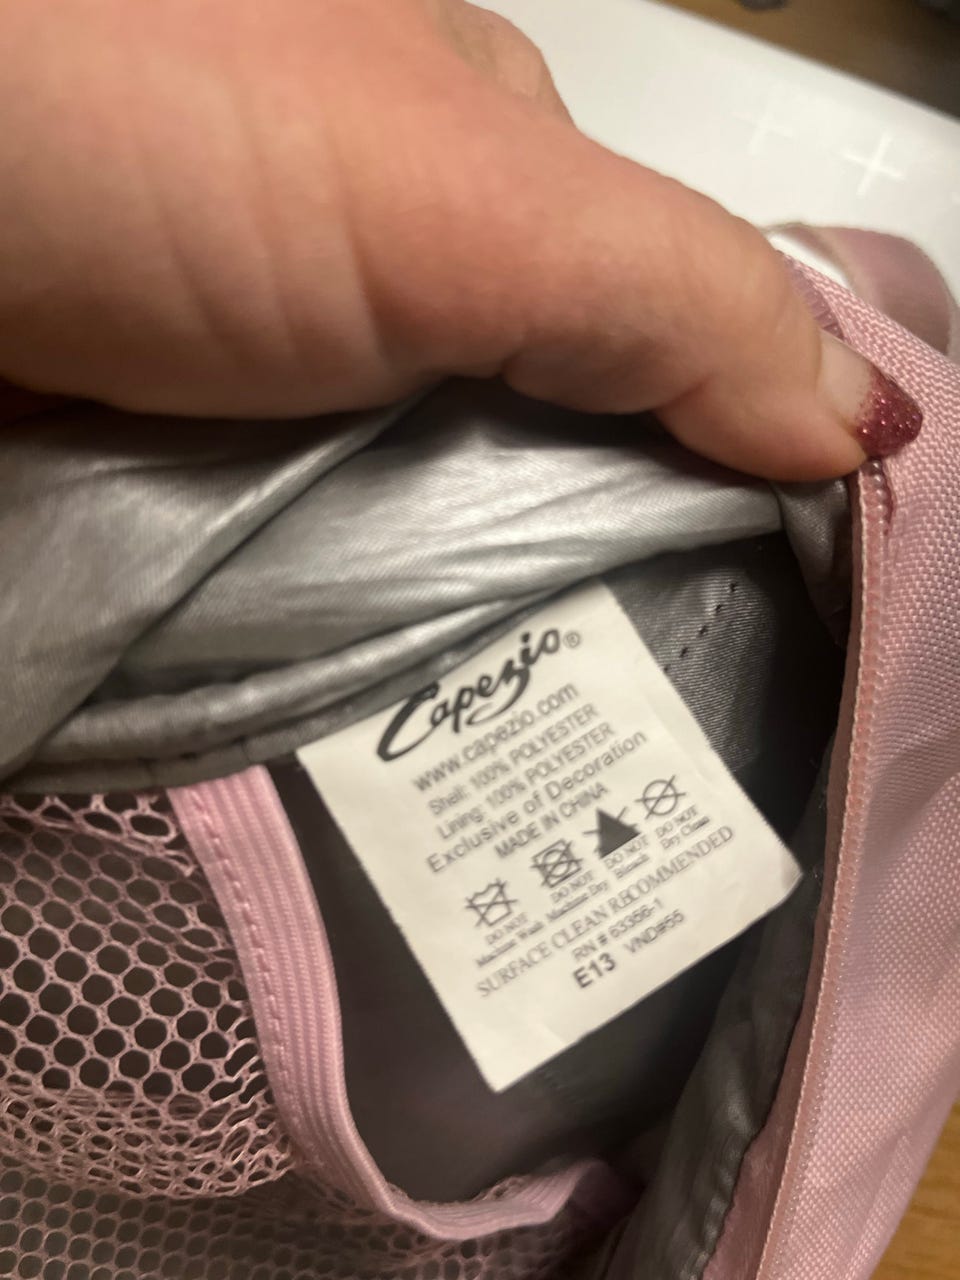 Capezio®
www.capezio.com
Shell: 100% POLYESTER
Lining 100% POLYESTER
Exclusive of Decoration
MADE IN CHINA
DO NOT Machine Wash
DO NOT Machine Dry
DO NOT Bleach
DO NOT Dry Clean
SURFACE CLEAN RECOMMENDED
RN # 63356-1
E13 VND#55